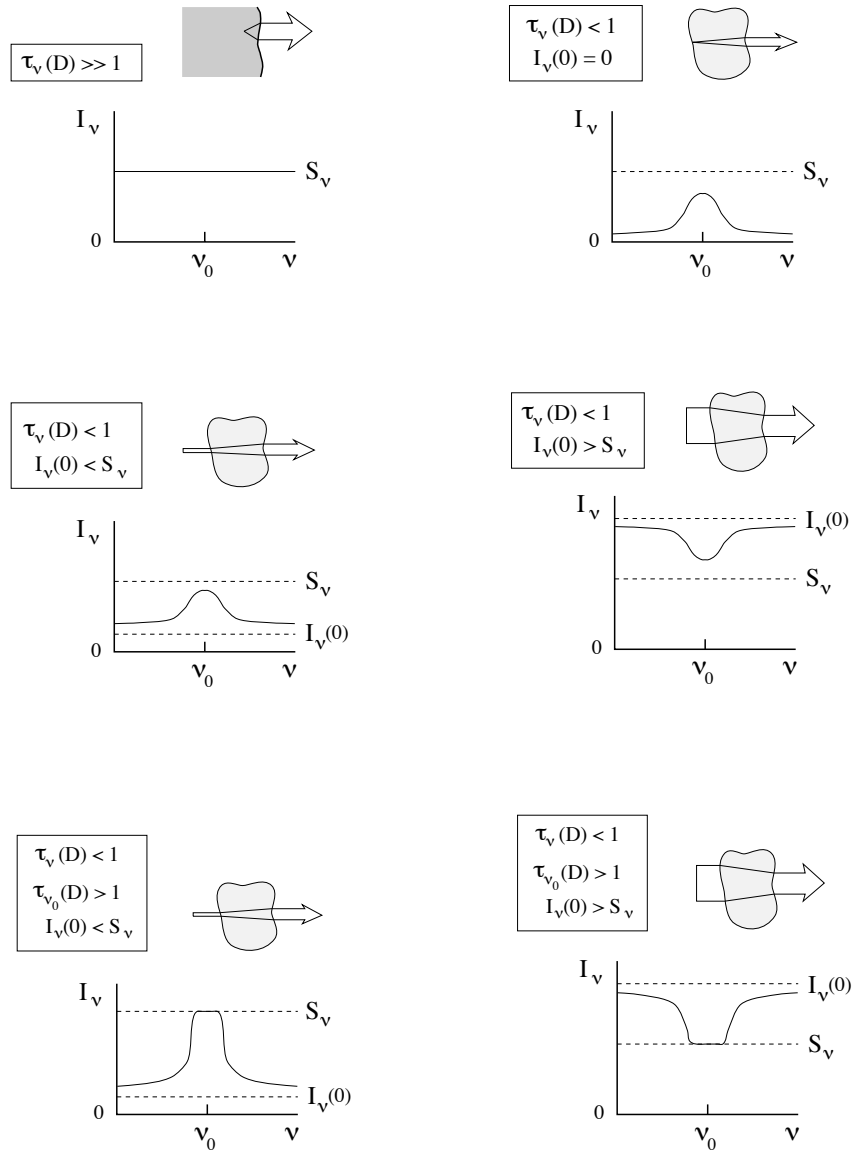 τν(D) >> 1
Iν
Sν
0
ν0
ν
τν(D) < 1
Iν(0) = 0
Iν
Sν
0
ν0
ν
τν(D) < 1
Iν(0) < Sν
Iν
Sν
Iν(0)
0
ν0
ν
τν(D) < 1
Iν(0) > Sν
Iν
Iν(0)
Sν
0
ν0
ν
τν(D) < 1
τν0(D) > 1
Iν(0) < Sν
Iν
Sν
Iν(0)
0
ν0
ν
τν(D) < 1
τν0(D) > 1
Iν(0) > Sν
Iν
Iν(0)
Sν
0
ν0
ν